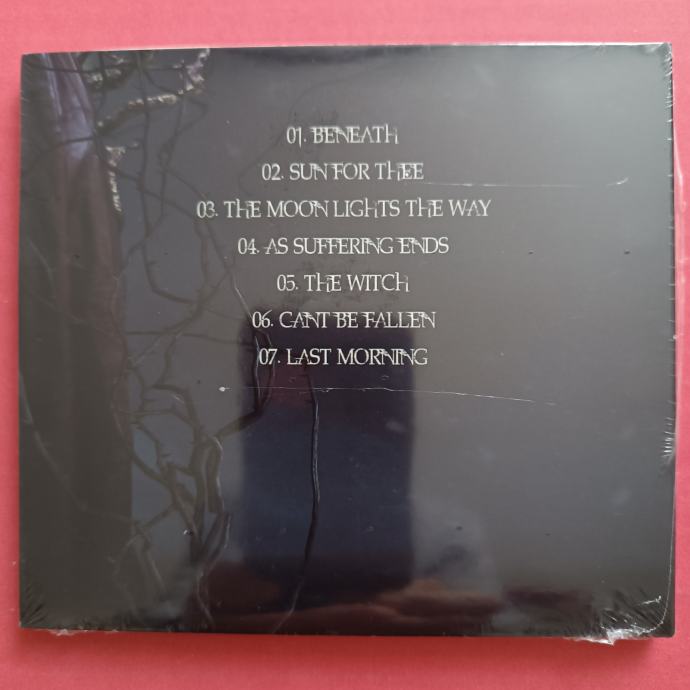 01. BENEATH
02. SUN FOR THEE
03. THE MOON LIGHTS THE WAY
04. AS SUFFERING ENDS
05. THE WITCH
06. CANT BE FALLEN
07. LAST MORNING